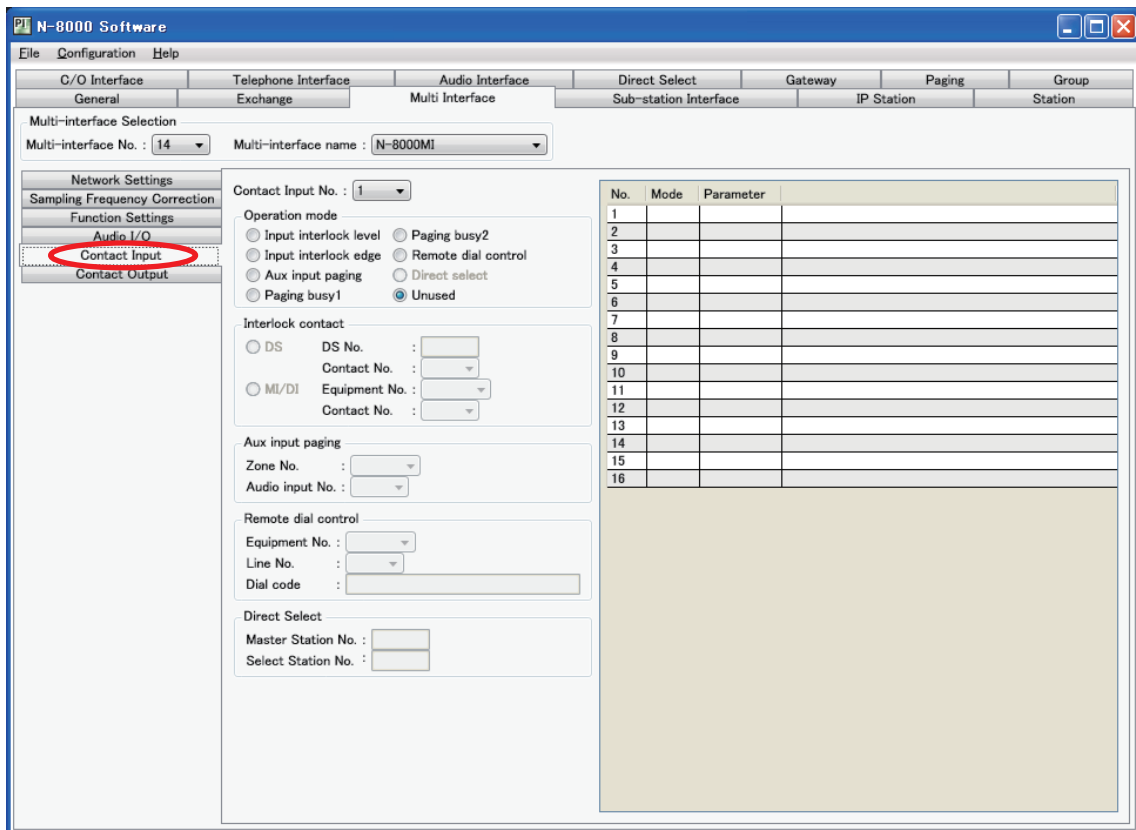 N-8000 Software
File Configuration Help
C/O Interface Telephone Interface Audio Interface Direct Select Gateway Paging Group
General Exchange Multi Interface Sub-station Interface IP Station Station
Multi-interface Selection
Multi-interface No. : 14 Multi-interface name : N-8000MI
Network Settings
Sampling Frequency Correction
Function Settings
Audio I/O
Contact Input
Contact Output
Contact Input No. : 1
Operation mode
Input interlock level Paging busy2
Input interlock edge Remote dial control
Aux input paging Direct select
Paging busy1 Unused
Interlock contact
DS DS No. :
Contact No. :
MI/DI Equipment No. :
Contact No. :
Aux input paging
Zone No. :
Audio input No. :
Remote dial control
Equipment No. :
Line No. :
Dial code :
Direct Select
Master Station No. :
Select Station No. :
No. Mode Parameter
1
2
3
4
5
6
7
8
9
10
11
12
13
14
15
16